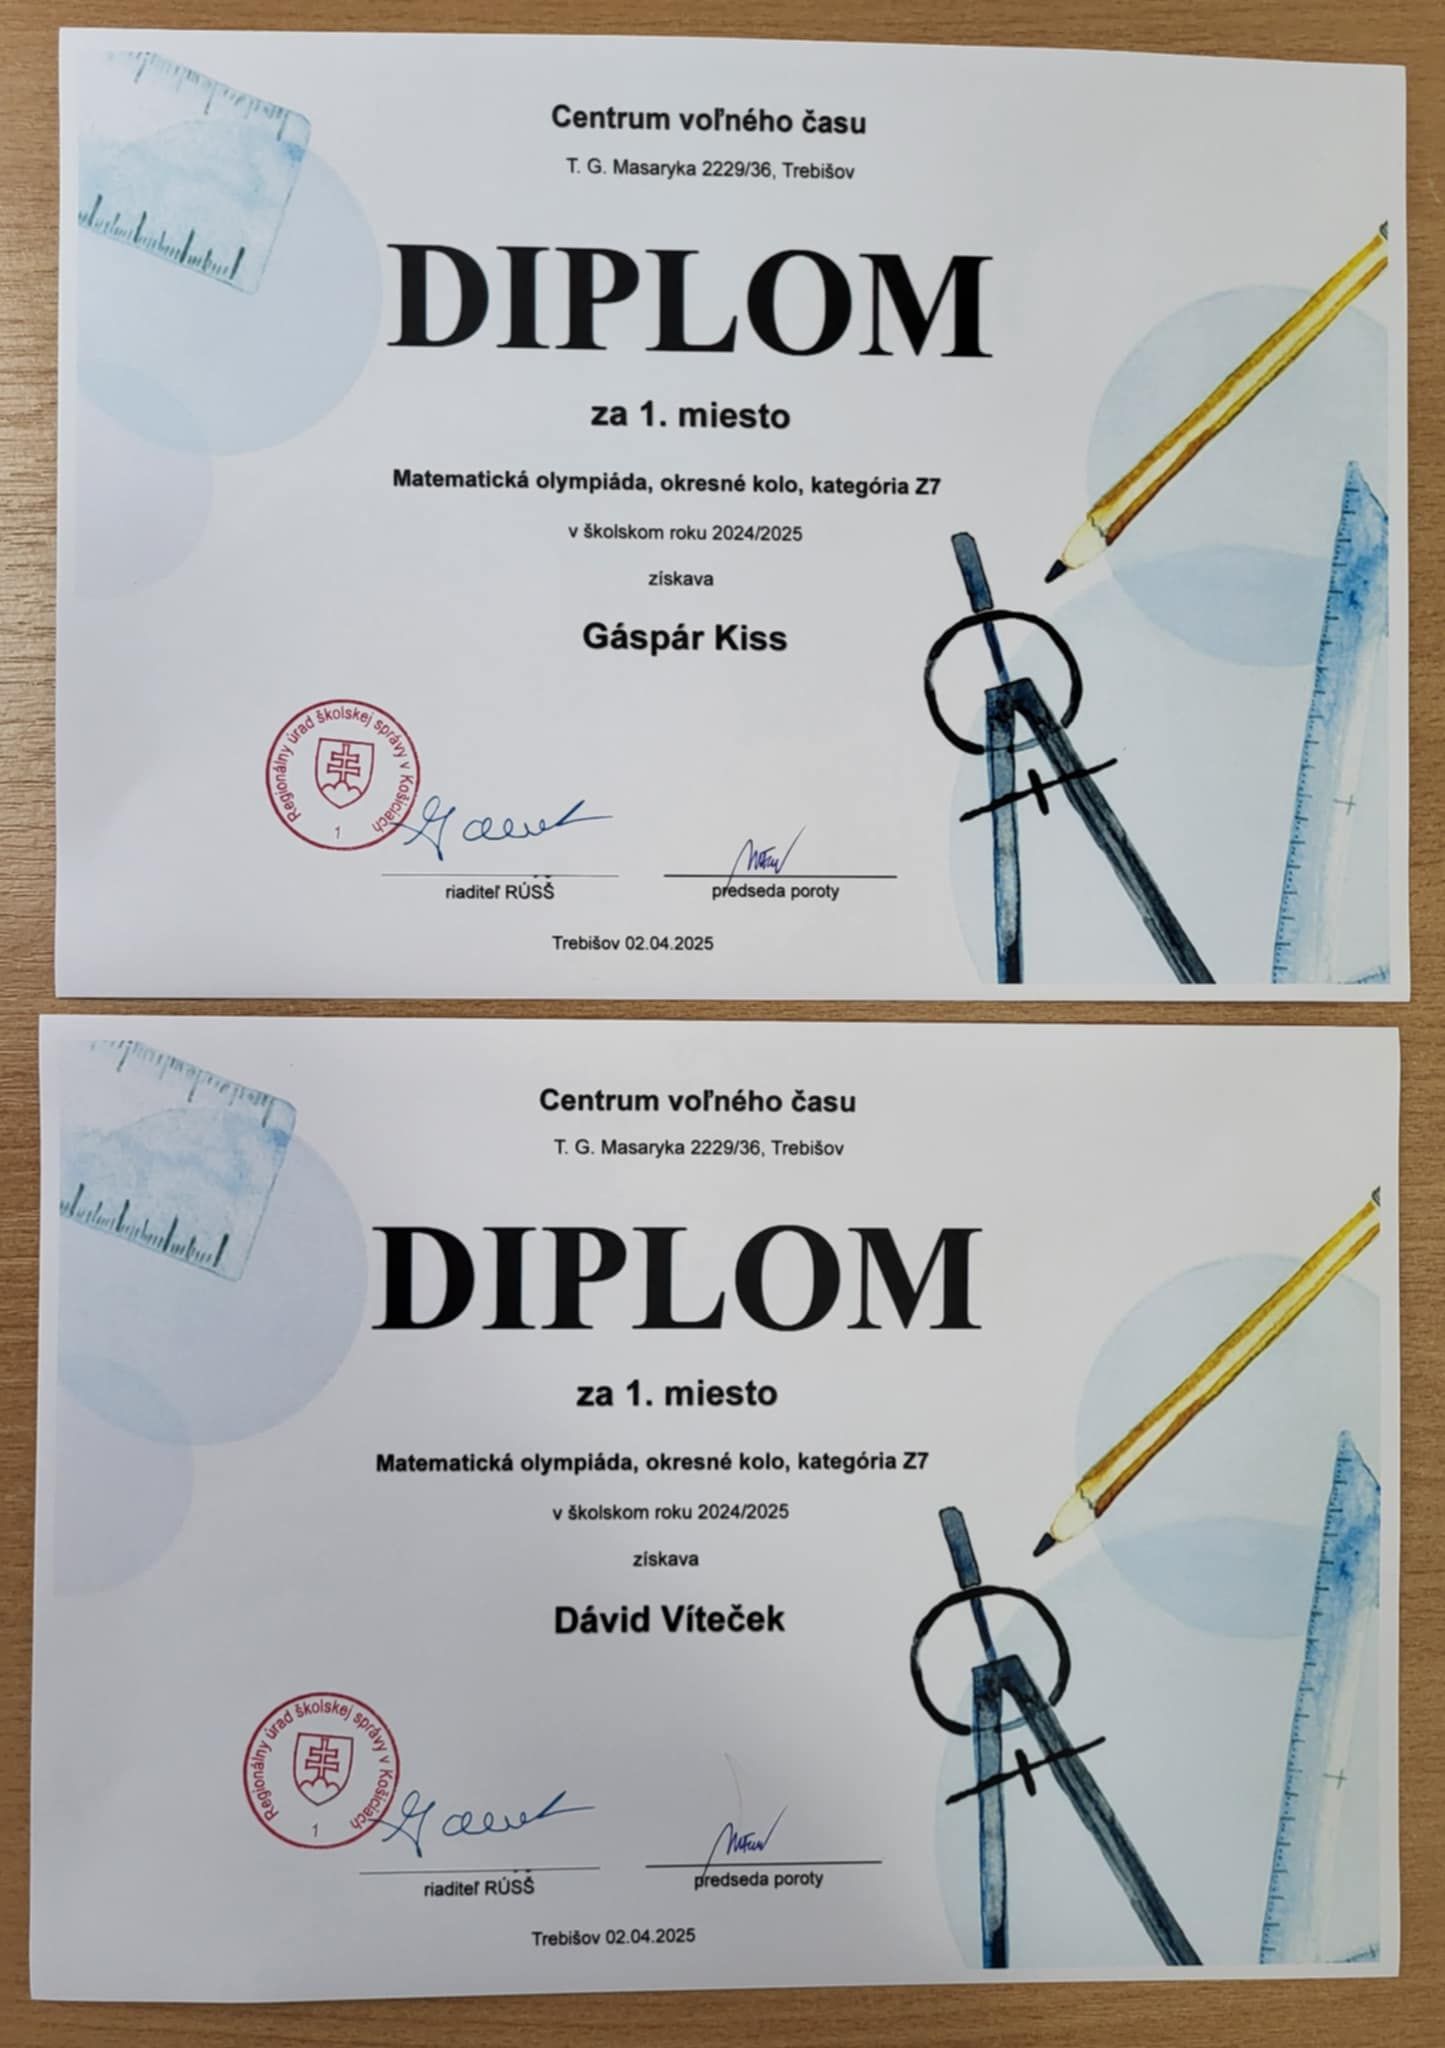 Centrum voľného času
T. G. Masaryka 2229/36, Trebišov
DIPLOM
za 1. miesto
Matematická olympiáda, okresné kolo, kategória Z7
v školskom roku 2024/2025
získava
Gáspár Kiss
Regionálny úrad školskej správy v Košiciach
1
riaditeľ RÚŠŠ
predseda poroty
Trebišov 02.04.2025
Centrum voľného času
T. G. Masaryka 2229/36, Trebišov
DIPLOM
za 1. miesto
Matematická olympiáda, okresné kolo, kategória Z7
v školskom roku 2024/2025
získava
Dávid Víteček
Regionálny úrad školskej správy v Košiciach
1
riaditeľ RÚŠŠ
predseda poroty
Trebišov 02.04.2025